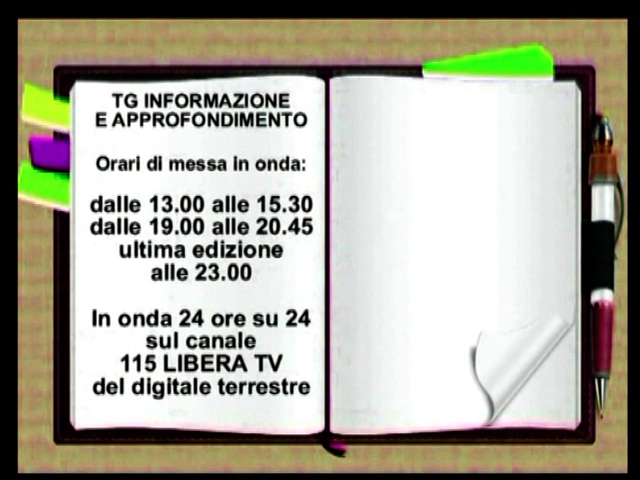 TG INFORMAZIONE
E APPROFONDIMENTO
Orari di messa in onda:
dalle 13.00 alle 15.30
dalle 19.00 alle 20.45
ultima edizione
alle 23.00
In onda 24 ore su 24
sul canale
115 LIBERA TV
del digitale terrestre